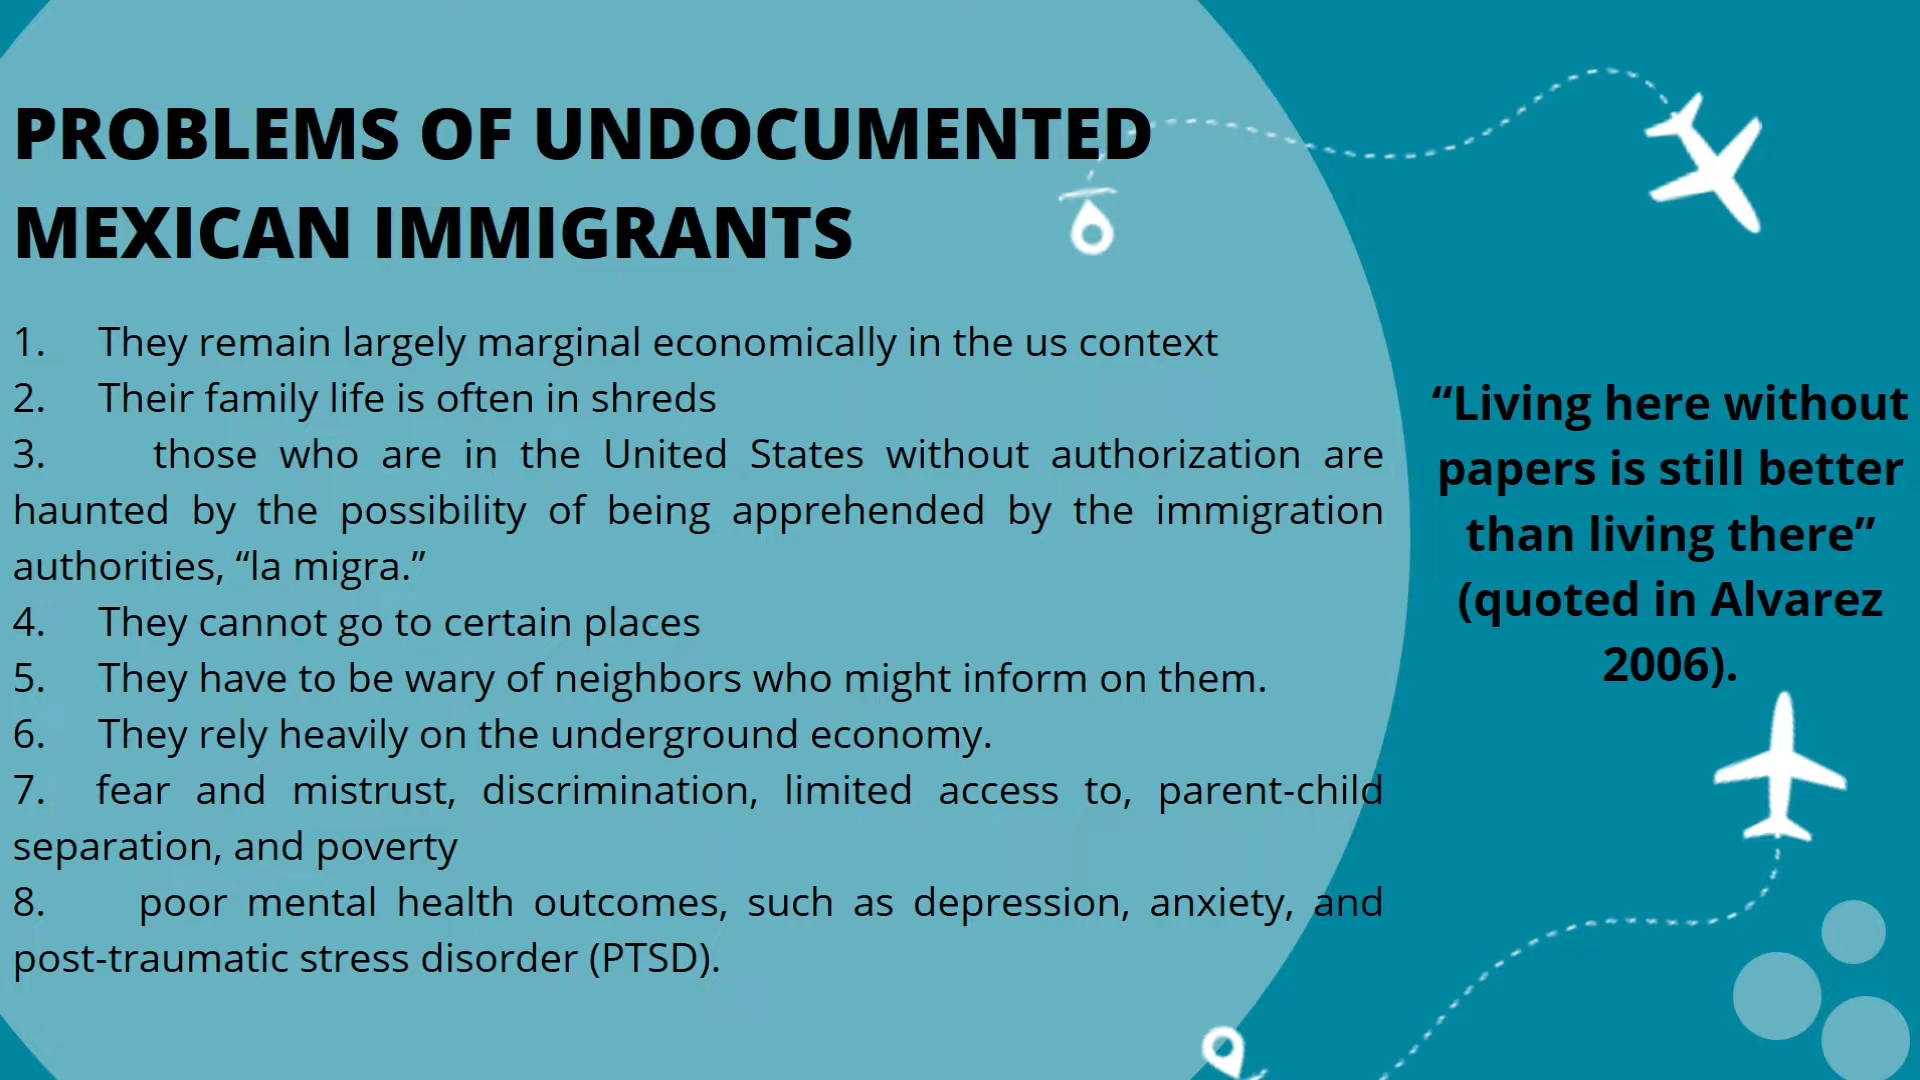 PROBLEMS OF UNDOCUMENTED
MEXICAN IMMIGRANTS
1. They remain largely marginal economically in the us context
2. Their family life is often in shreds
3. those who are in the United States without authorization are
haunted by the possibility of being apprehended by the immigration
authorities, “la migra.”
4. They cannot go to certain places
5. They have to be wary of neighbors who might inform on them.
6. They rely heavily on the underground economy.
7. fear and mistrust, discrimination, limited access to, parent-child
separation, and poverty
8. poor mental health outcomes, such as depression, anxiety, and
post-traumatic stress disorder (PTSD).
“Living here without
papers is still better
than living there”
(quoted in Alvarez
2006).